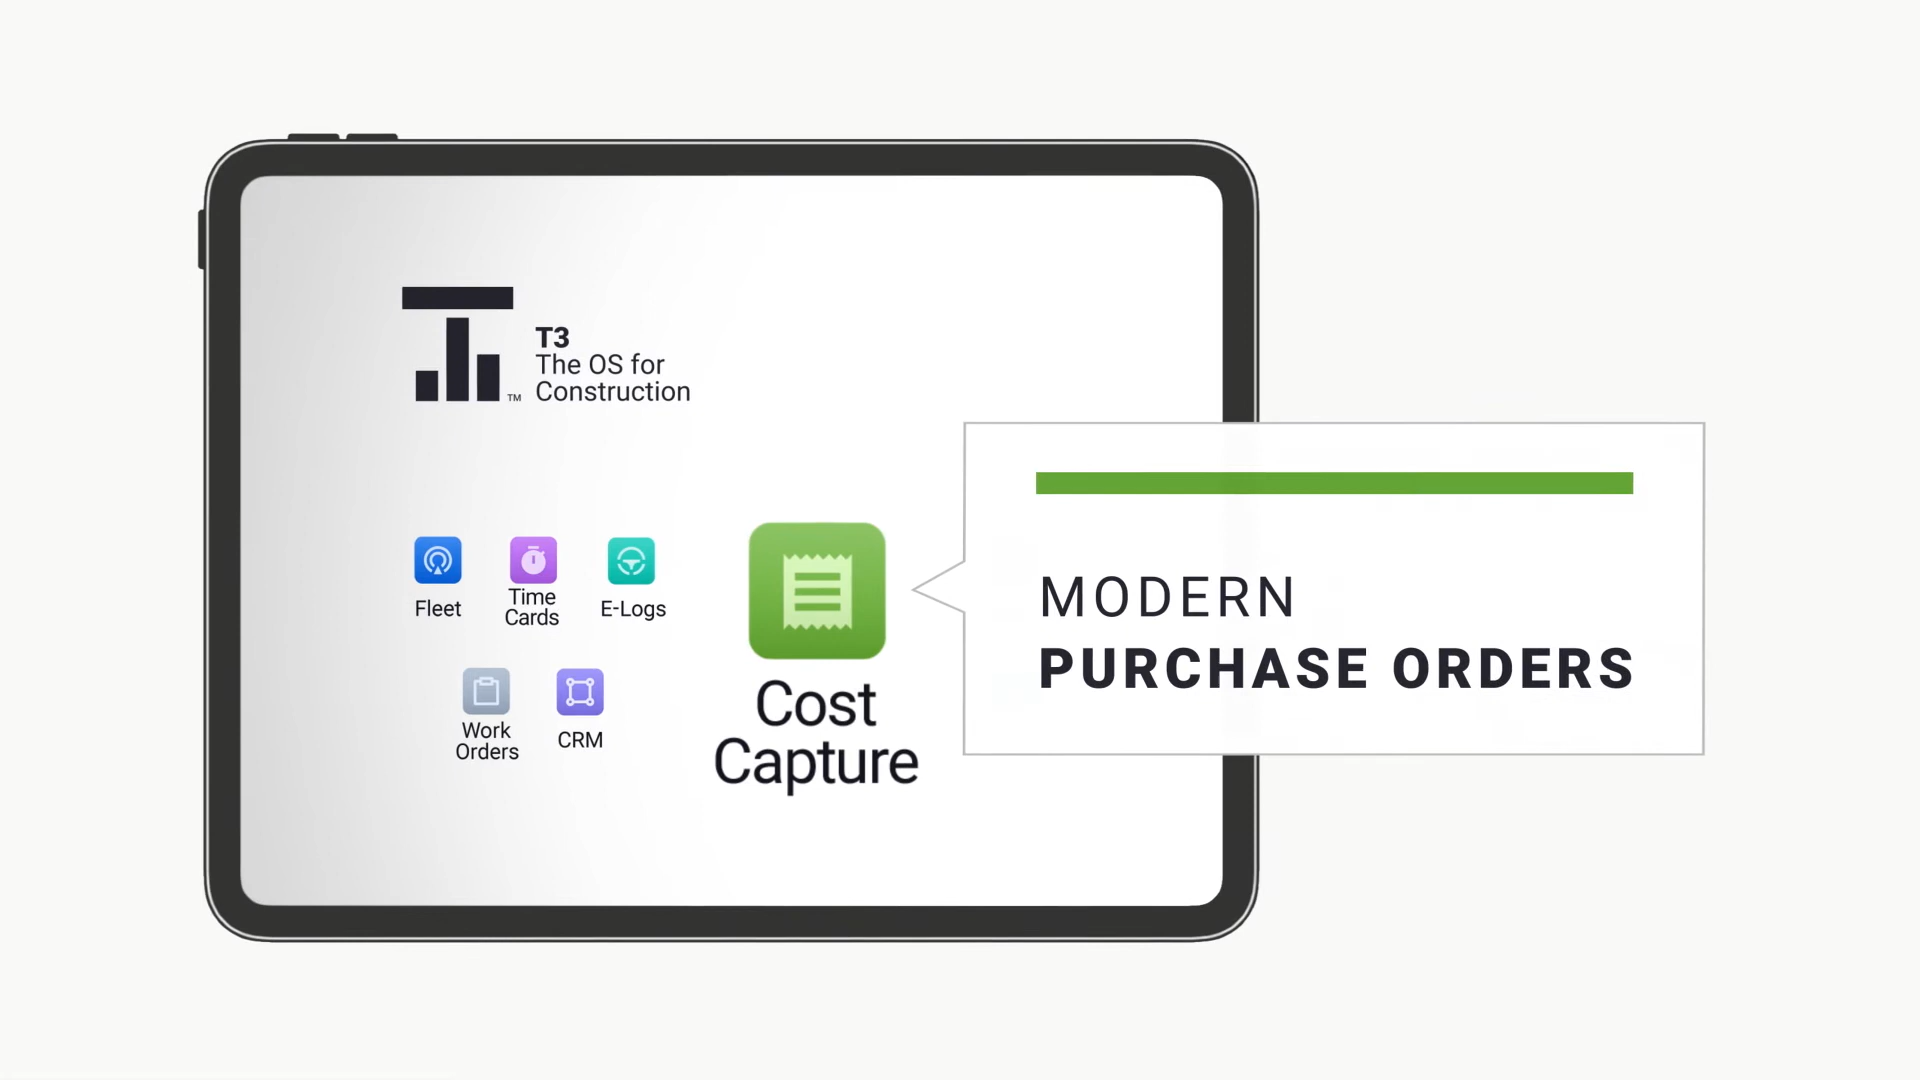 T3
The OS for
Construction
™
Fleet
Time
Cards
E-Logs
Work
Orders
CRM
Cost
Capture
MODERN
PURCHASE ORDERS